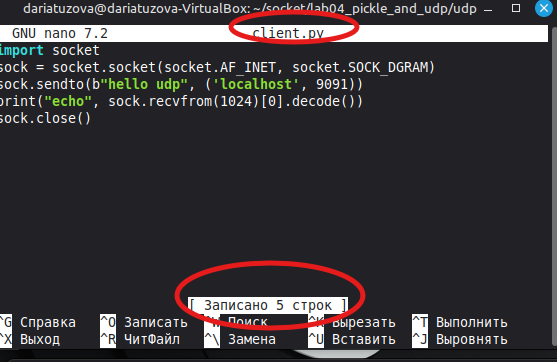 dariatuzova@dariatuzova-VirtualBox: ~/socket/lab04_pickle_and_udp/udp
GNU nano 7.2 client.py
import socket
sock = socket.socket(socket.AF_INET, socket.SOCK_DGRAM)
sock.sendto(b"hello udp", ('localhost', 9091))
print("echo", sock.recvfrom(1024)[0].decode())
sock.close()
[ Записано 5 строк ]
^G Справка ^O Записать ^W Поиск ^K Вырезать ^T Выполнить
^X Выход ^R ЧитФайл ^\ Замена ^U Вставить ^J Выровнять